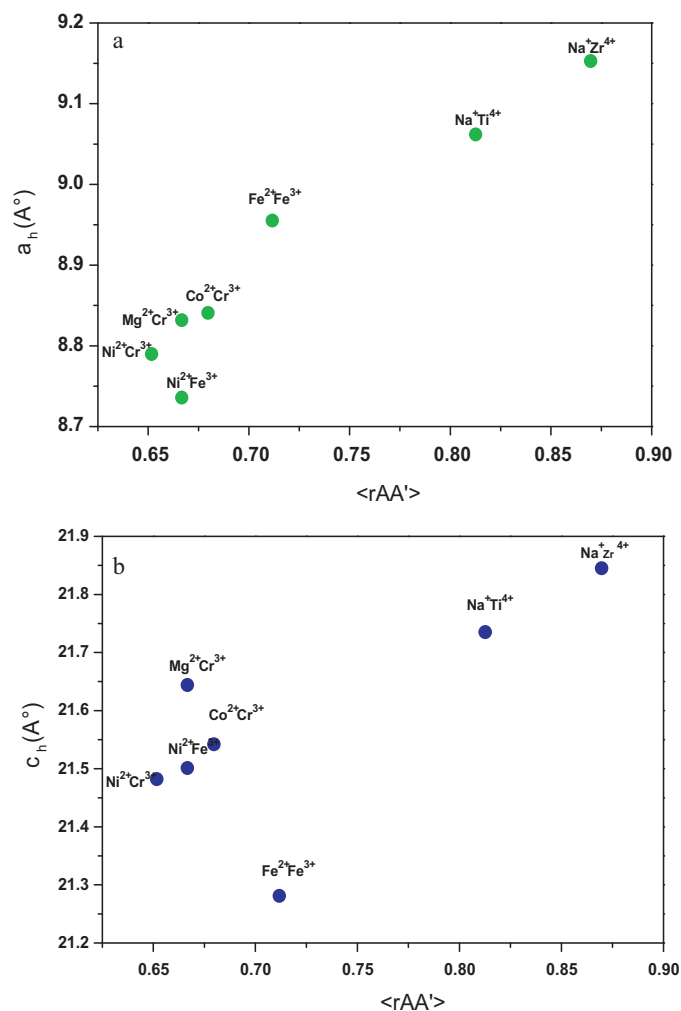 a
9.2
9.1
9.0
8.9
8.8
8.7
a h (A°)
Na+Zr4+
Na+Ti4+
Fe2+Fe3+
Co2+Cr3+
Mg2+Cr3+
Ni2+Cr3+
Ni2+Fe3+
0.65 0.70 0.75 0.80 0.85 0.90
<rAA'>
b
21.9
21.8
21.7
21.6
21.5
21.4
21.3
21.2
c h (A°)
Na+Zr 4+
Na+Ti4+
Mg2+Cr3+
Co2+Cr3+
Ni2+Fe3+
Ni2+Cr3+
Fe2+Fe3+
0.65 0.70 0.75 0.80 0.85 0.90
<rAA'>